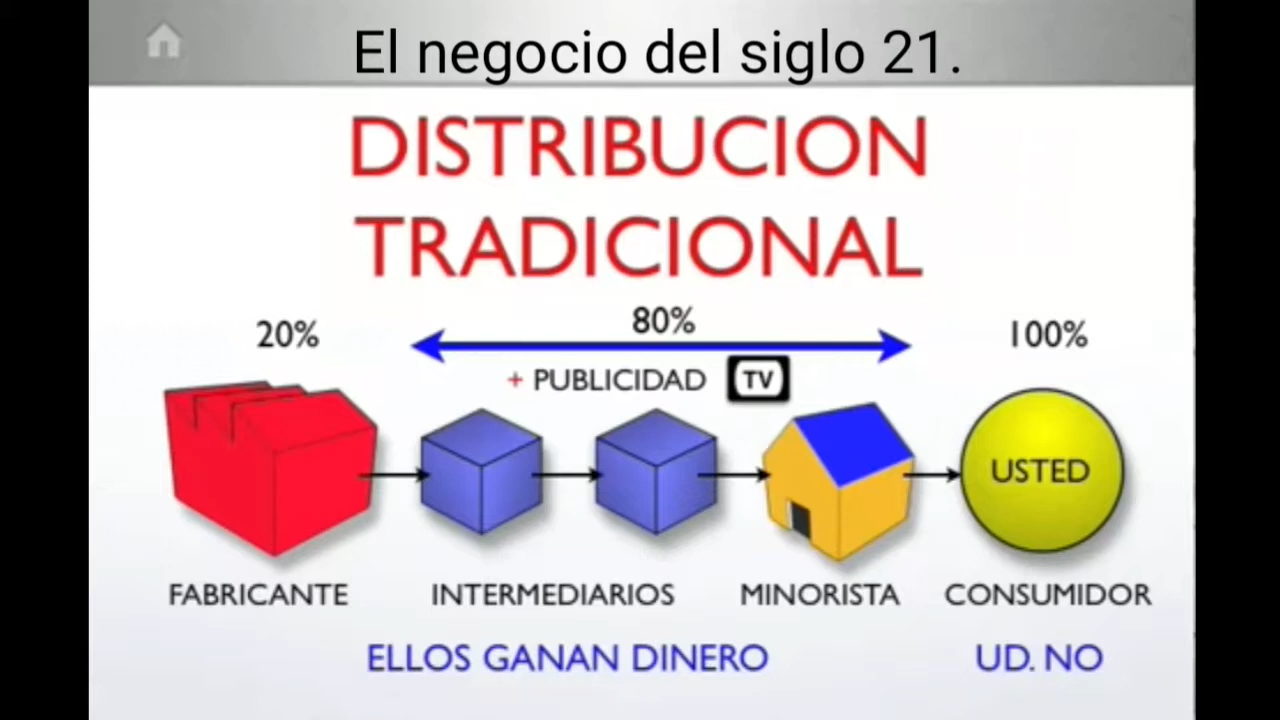 El negocio del siglo 21.
DISTRIBUCION
TRADICIONAL
20%
80%
100%
+ PUBLICIDAD TV
USTED
FABRICANTE
INTERMEDIARIOS
MINORISTA
CONSUMIDOR
ELLOS GANAN DINERO
UD. NO